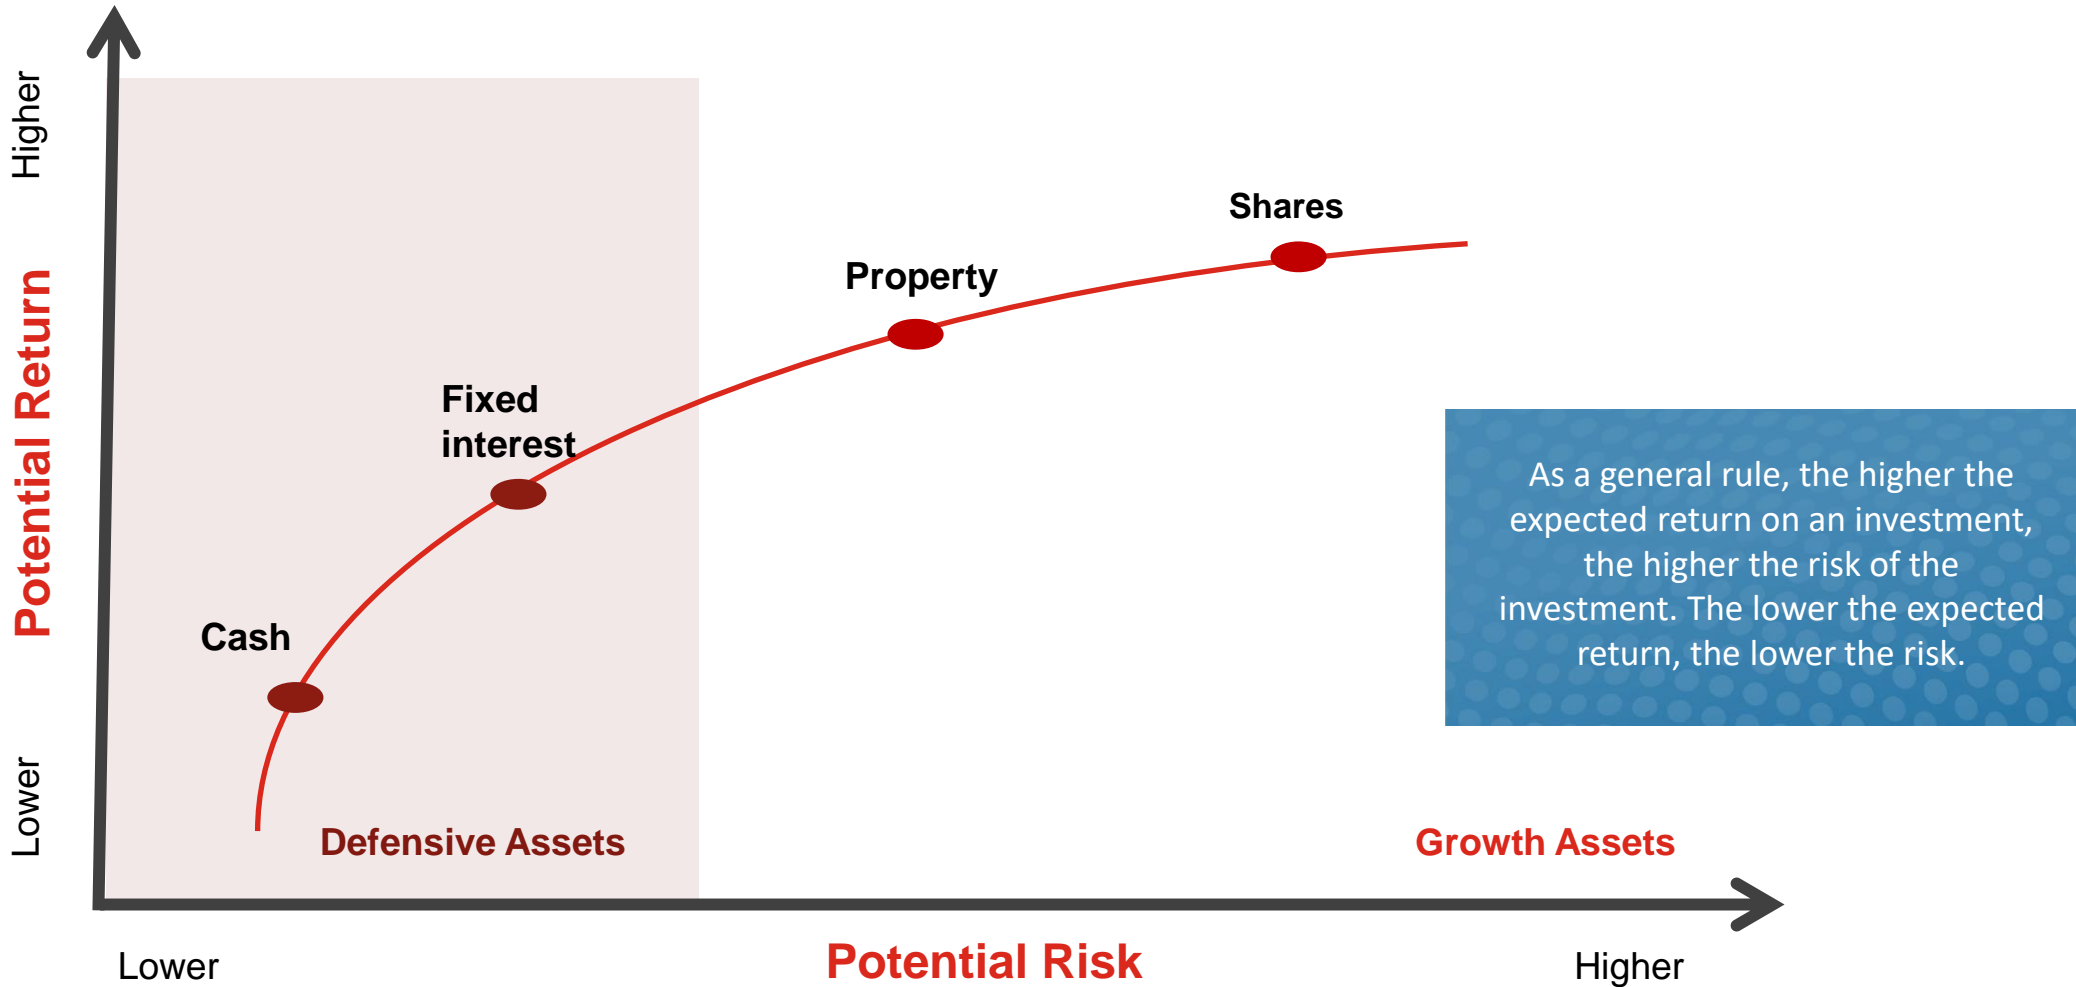 Higher
Potential Return
Lower
Shares
Property
Fixed
interest
Cash
As a general rule, the higher the
expected return on an investment,
the higher the risk of the
investment. The lower the expected
return, the lower the risk.
Defensive Assets
Growth Assets
Lower
Potential Risk
Higher